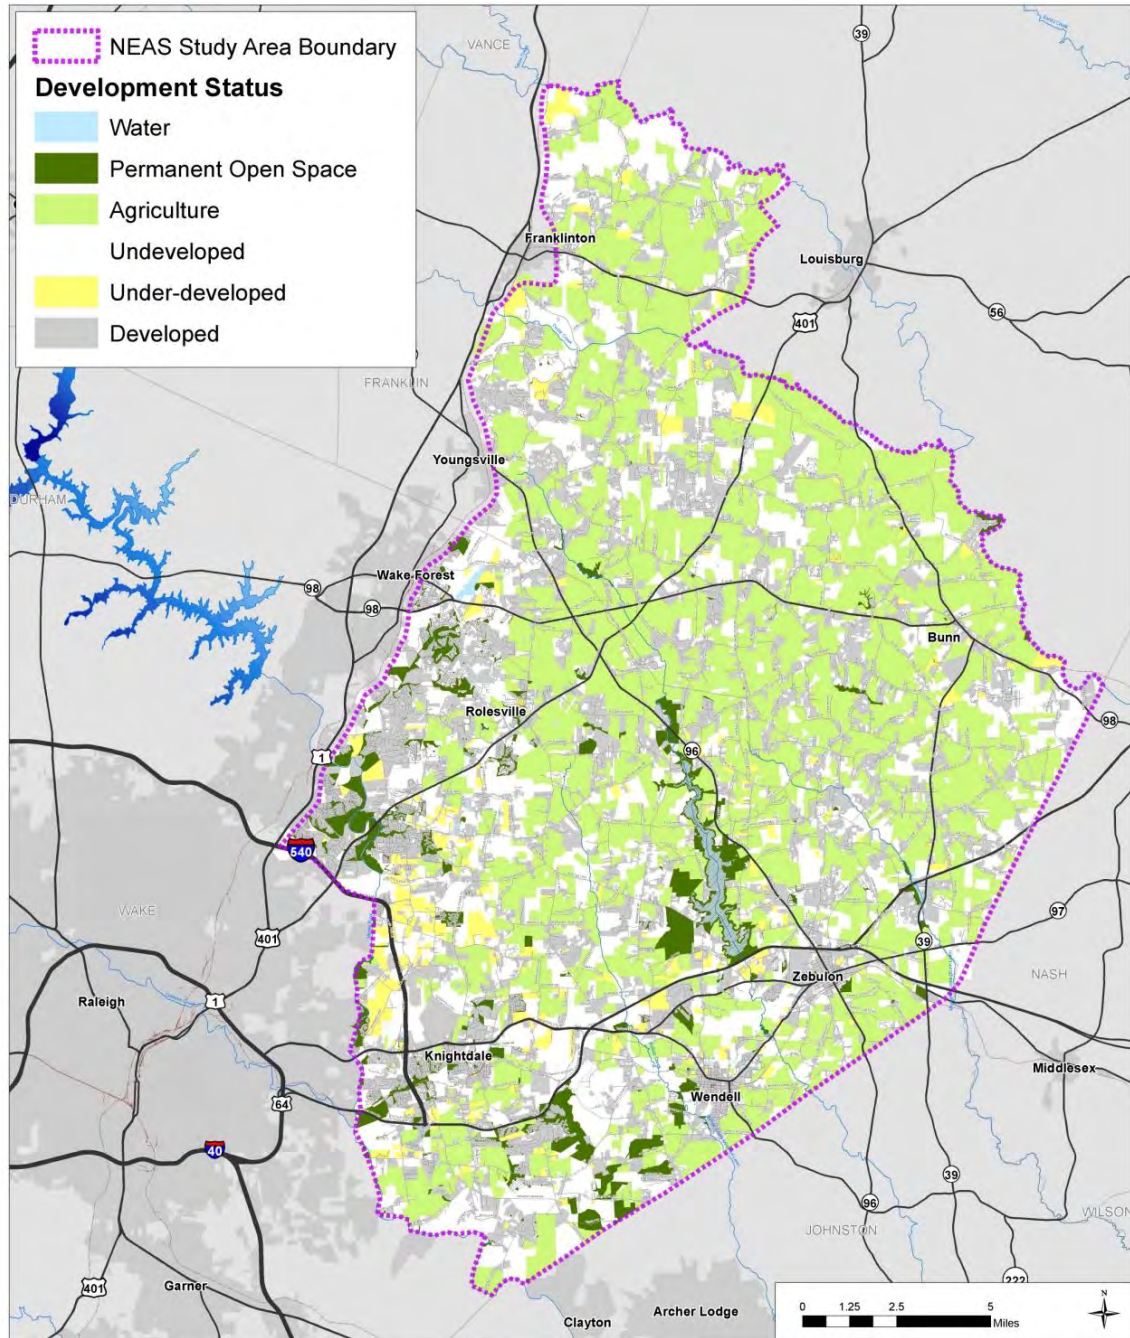 NEAS Study Area Boundary
Development Status
Water
Permanent Open Space
Agriculture
Undeveloped
Under-developed
Developed
VANCE
39
Franklinton
Louisburg
401
56
FRANKLIN
Youngsville
DURHAM
Wake Forest
98
98
Bunn
Rolesville
98
1
96
540
WAKE
97
401
39
Zebulon
NASH
Raleigh
1
Knightdale
Middlesex
64
Wendell
40
39
96
WILSON
JOHNSTON
222
401
Garner
Archer Lodge
Clayton
N
0 1.25 2.5 5
Miles